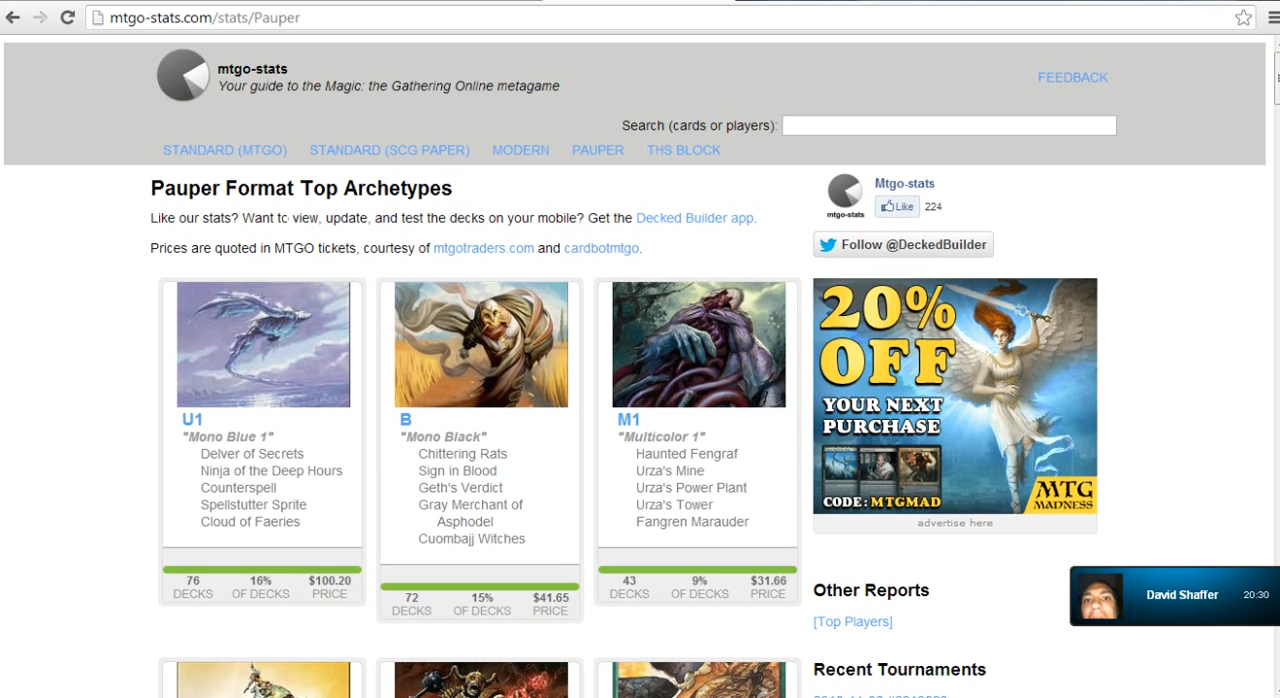 mtgo-stats.com/stats/Pauper
mtgo-stats
Your guide to the Magic: the Gathering Online metagame
FEEDBACK
Search (cards or players):
STANDARD (MTGO) STANDARD (SCG PAPER) MODERN PAUPER THS BLOCK
Pauper Format Top Archetypes
Like our stats? Want to view, update, and test the decks on your mobile? Get the Decked Builder app.
Prices are quoted in MTGO tickets, courtesy of mtgotraders.com and cardbotmtgo.
U1
"Mono Blue 1"
Delver of Secrets
Ninja of the Deep Hours
Counterspell
Spellstutter Sprite
Cloud of Faeries
76 16% $100.20
DECKS OF DECKS PRICE
B
"Mono Black"
Chittering Rats
Sign in Blood
Geth's Verdict
Gray Merchant of
Asphodel
Cuombajj Witches
72 15% $41.65
DECKS OF DECKS PRICE
M1
"Multicolor 1"
Haunted Fengraf
Urza's Mine
Urza's Power Plant
Urza's Tower
Fangren Marauder
43 9% $31.66
DECKS OF DECKS PRICE
mtgo-stats
Mtgo-stats
Like 224
Follow @DeckedBuilder
20%
OFF
YOUR NEXT
PURCHASE
CODE: MTGMAD
MTG
MADNESS
advertise here
Other Reports
[Top Players]
David Shaffer 20:30
Recent Tournaments